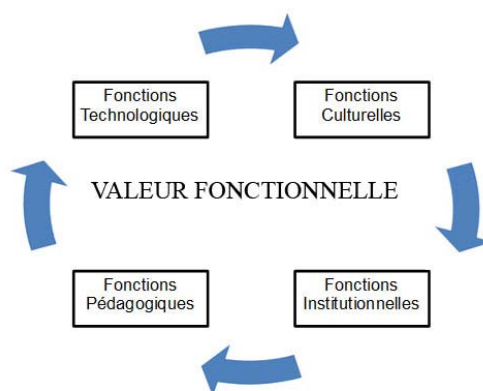 Fonctions
Technologiques
Fonctions
Culturelles
VALEUR FONCTIONNELLE
Fonctions
Pédagogiques
Fonctions
Institutionnelles